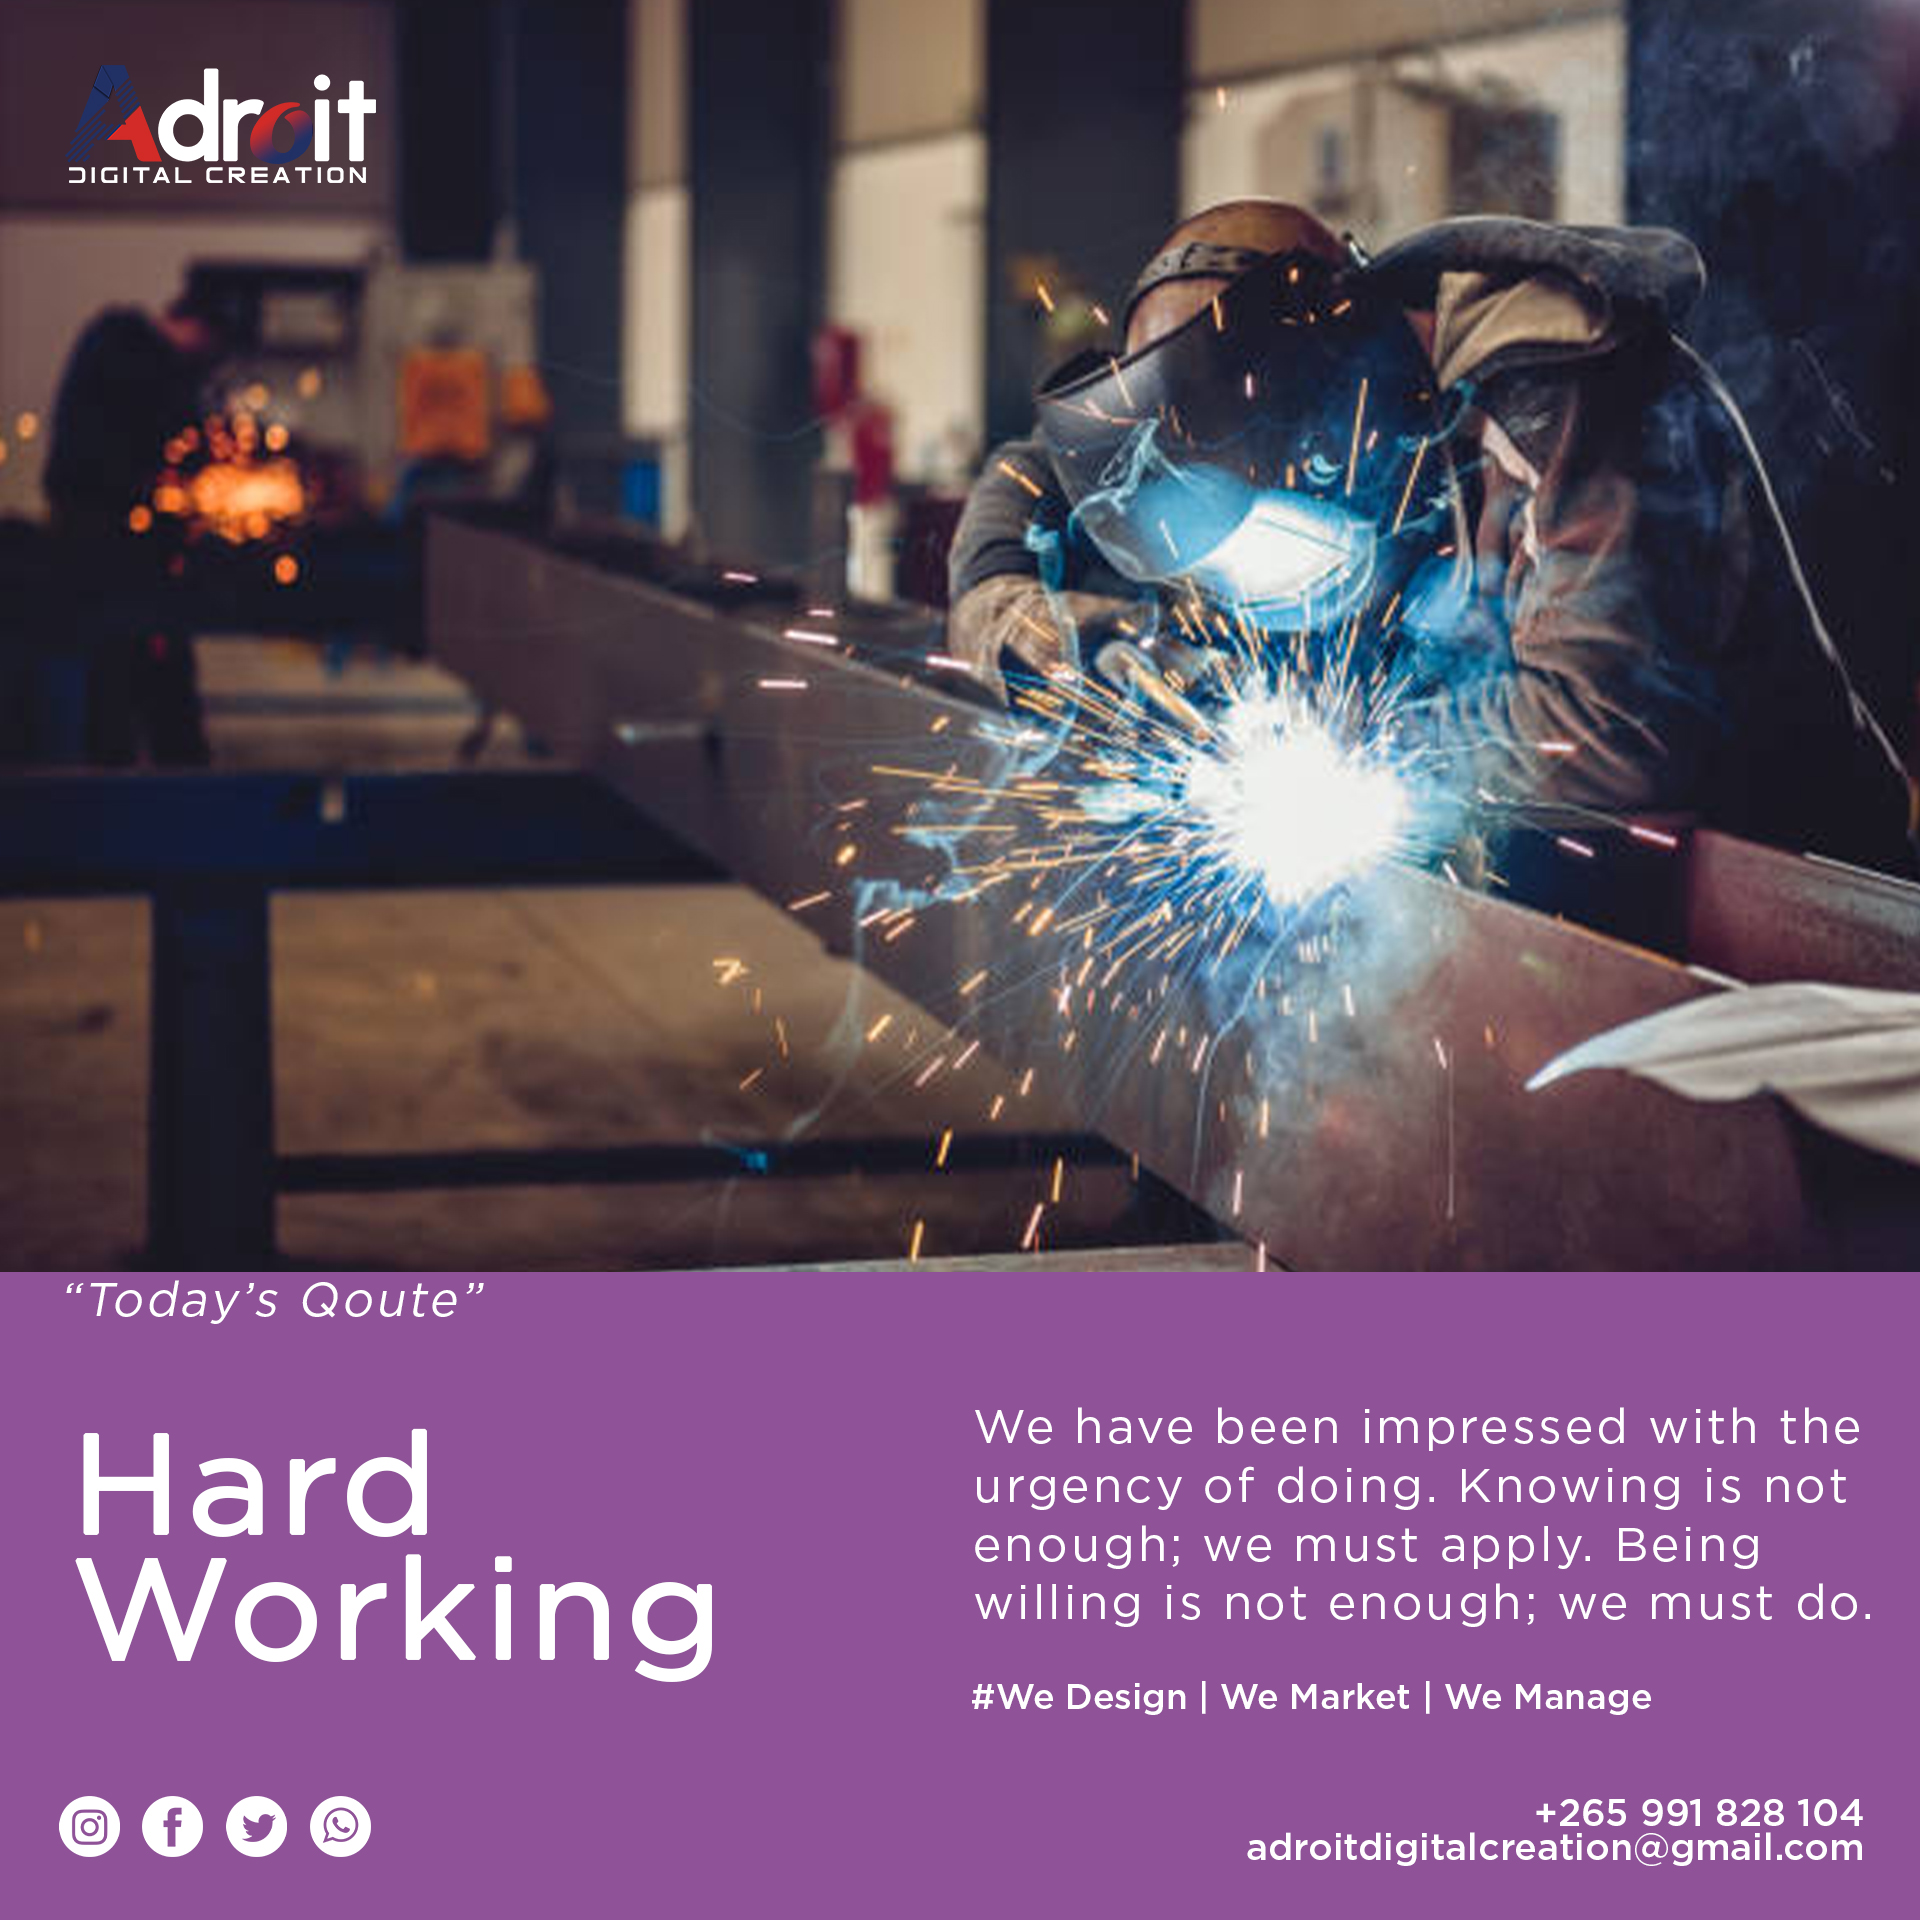 Adroit
DIGITAL CREATION
“Today’s Qoute”
Hard
Working
We have been impressed with the
urgency of doing. Knowing is not
enough; we must apply. Being
willing is not enough; we must do.
#We Design | We Market | We Manage
+265 991 828 104
adroitdigitalcreation@gmail.com